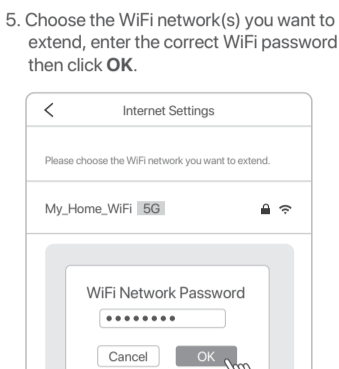 5. Choose the WiFi network(s) you want to
extend, enter the correct WiFi password
then click OK.
Internet Settings
Please choose the WiFi network you want to extend.
My_Home_WiFi 5G
WiFi Network Password
Cancel OK